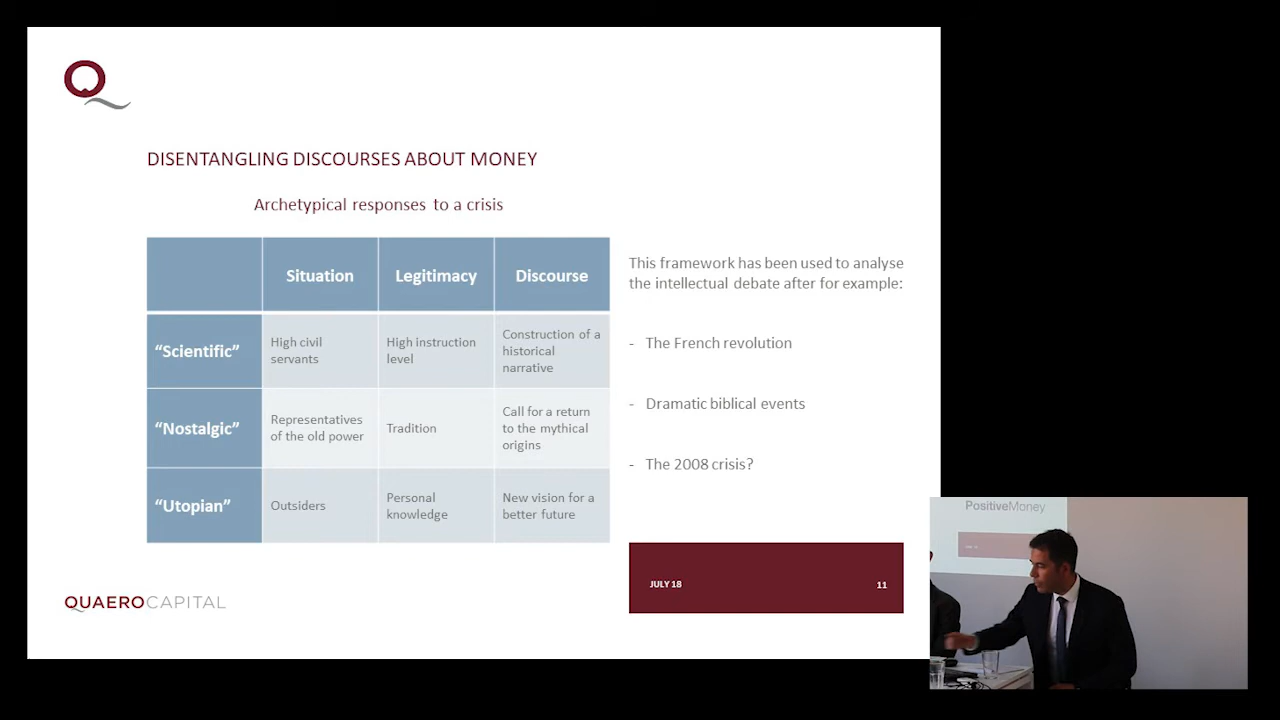 DISENTANGLING DISCOURSES ABOUT MONEY
Archetypical responses to a crisis
Situation
Legitimacy
Discourse
"Scientific"
High civil
servants
High instruction
level
Construction of a
historical
narrative
"Nostalgic"
Representatives
of the old power
Tradition
Call for a return
to the mythical
origins
"Utopian"
Outsiders
Personal
knowledge
New vision for a
better future
This framework has been used to analyse
the intellectual debate after for example:
- The French revolution
- Dramatic biblical events
- The 2008 crisis?
JULY 18
11
QUAEROCAPITAL
PositiveMoney